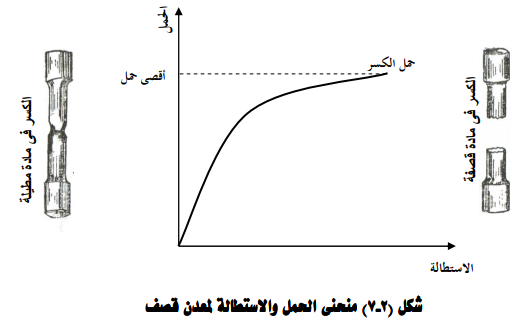 الحمل
حمل الكسر
أقصى حمل
الكسر فى مادة مطيلة
الكسر فى مادة قصفة
الاستطالة
شكل (٢-٧) منحنى الحمل والاستطالة لمعدن قصف